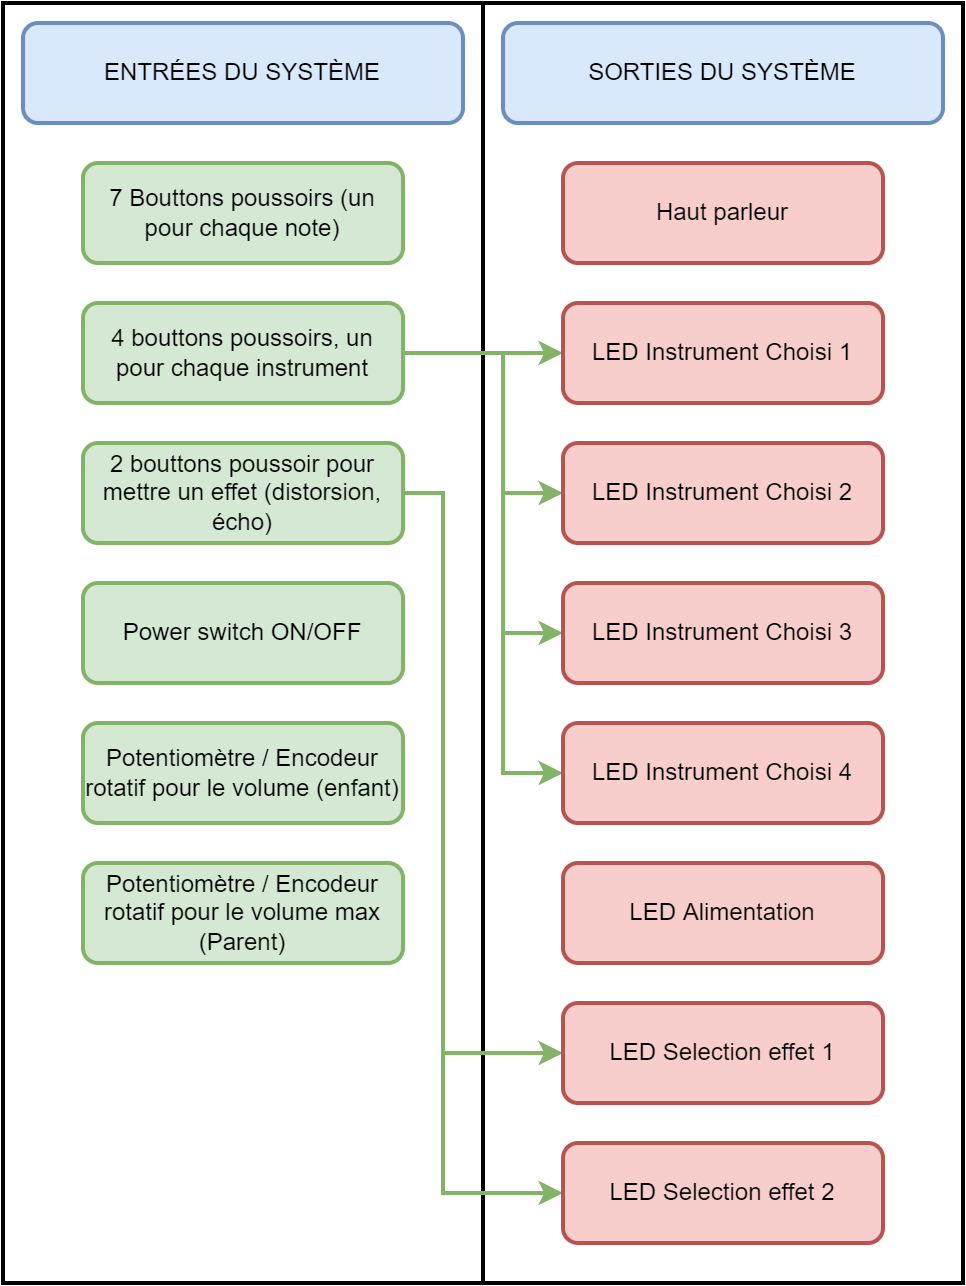 ENTRÉES DU SYSTÈME
7 Bouttons poussoirs (un
pour chaque note)
4 bouttons poussoirs, un
pour chaque instrument
2 bouttons poussoir pour
mettre un effet (distorsion,
écho)
Power switch ON/OFF
Potentiomètre / Encodeur
rotatif pour le volume (enfant)
Potentiomètre / Encodeur
rotatif pour le volume max
(Parent)
SORTIES DU SYSTÈME
Haut parleur
LED Instrument Choisi 1
LED Instrument Choisi 2
LED Instrument Choisi 3
LED Instrument Choisi 4
LED Alimentation
LED Selection effet 1
LED Selection effet 2